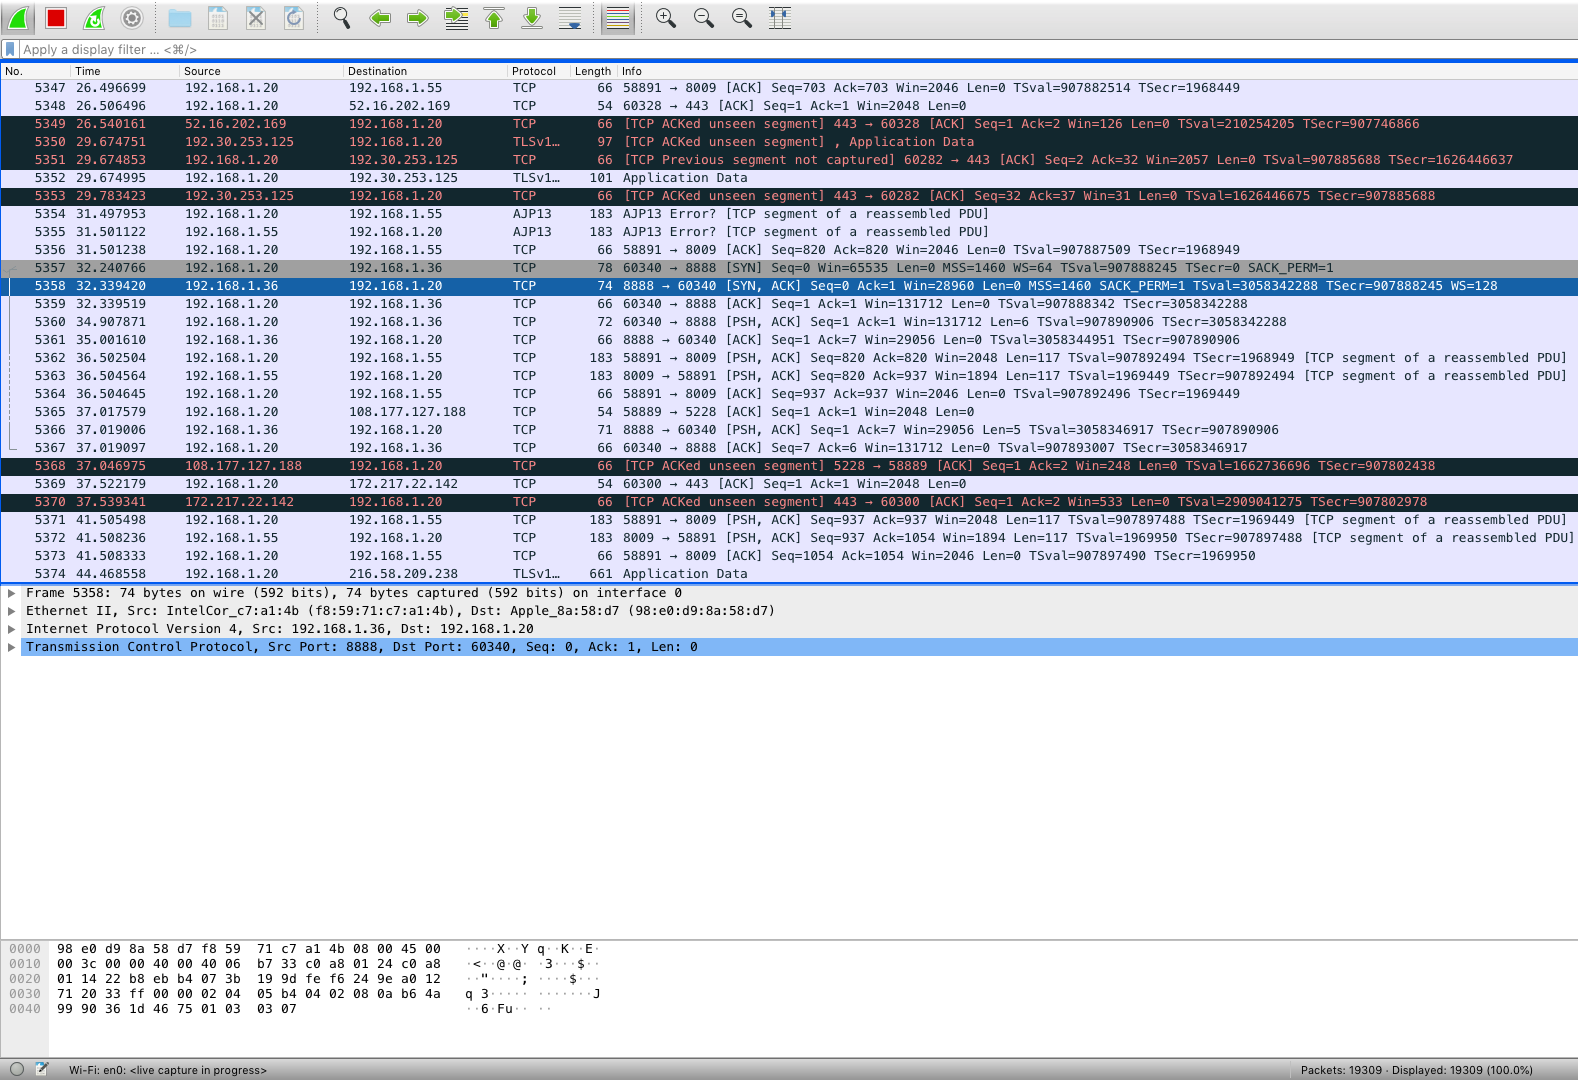 Apply a display filter ... <⌘/>
No. Time Source Destination Protocol Length Info
5347 26.496699 192.168.1.20 192.168.1.55 TCP 66 58891 → 8009 [ACK] Seq=703 Ack=703 Win=2046 Len=0 TSval=907882514 TSecr=1968449
5348 26.506496 192.168.1.20 52.16.202.169 TCP 54 60328 → 443 [ACK] Seq=1 Ack=1 Win=2048 Len=0
5349 26.540161 52.16.202.169 192.168.1.20 TCP 66 [TCP ACKed unseen segment] 443 → 60328 [ACK] Seq=1 Ack=2 Win=126 Len=0 TSval=210254205 TSecr=907746866
5350 29.674751 192.30.253.125 192.168.1.20 TLSv1… 97 [TCP ACKed unseen segment] , Application Data
5351 29.674853 192.168.1.20 192.30.253.125 TCP 66 [TCP Previous segment not captured] 60282 → 443 [ACK] Seq=2 Ack=32 Win=2057 Len=0 TSval=907885688 TSecr=1626446637
5352 29.674995 192.168.1.20 192.30.253.125 TLSv1… 101 Application Data
5353 29.783423 192.30.253.125 192.168.1.20 TCP 66 [TCP ACKed unseen segment] 443 → 60282 [ACK] Seq=32 Ack=37 Win=31 Len=0 TSval=1626446675 TSecr=907885688
5354 31.497953 192.168.1.20 192.168.1.55 AJP13 183 AJP13 Error? [TCP segment of a reassembled PDU]
5355 31.501122 192.168.1.55 192.168.1.20 AJP13 183 AJP13 Error? [TCP segment of a reassembled PDU]
5356 31.501238 192.168.1.20 192.168.1.55 TCP 66 58891 → 8009 [ACK] Seq=820 Ack=820 Win=2046 Len=0 TSval=907887509 TSecr=1968949
5357 32.240766 192.168.1.20 192.168.1.36 TCP 78 60340 → 8888 [SYN] Seq=0 Win=65535 Len=0 MSS=1460 WS=64 TSval=907888245 TSecr=0 SACK_PERM=1
5358 32.339420 192.168.1.36 192.168.1.20 TCP 74 8888 → 60340 [SYN, ACK] Seq=0 Ack=1 Win=28960 Len=0 MSS=1460 SACK_PERM=1 TSval=3058342288 TSecr=907888245 WS=128
5359 32.339519 192.168.1.20 192.168.1.36 TCP 66 60340 → 8888 [ACK] Seq=1 Ack=1 Win=131712 Len=0 TSval=907888342 TSecr=3058342288
5360 34.907871 192.168.1.20 192.168.1.36 TCP 72 60340 → 8888 [PSH, ACK] Seq=1 Ack=1 Win=131712 Len=6 TSval=907890906 TSecr=3058342288
5361 35.001610 192.168.1.36 192.168.1.20 TCP 66 8888 → 60340 [ACK] Seq=1 Ack=7 Win=29056 Len=0 TSval=3058344951 TSecr=907890906
5362 36.502504 192.168.1.20 192.168.1.55 TCP 183 58891 → 8009 [PSH, ACK] Seq=820 Ack=820 Win=2048 Len=117 TSval=907892494 TSecr=1968949 [TCP segment of a reassembled PDU]
5363 36.504564 192.168.1.55 192.168.1.20 TCP 183 8009 → 58891 [PSH, ACK] Seq=820 Ack=937 Win=1894 Len=117 TSval=1969449 TSecr=907892494 [TCP segment of a reassembled PDU]
5364 36.504645 192.168.1.20 192.168.1.55 TCP 66 58891 → 8009 [ACK] Seq=937 Ack=937 Win=2046 Len=0 TSval=907892496 TSecr=1969449
5365 37.017579 192.168.1.20 108.177.127.188 TCP 54 58889 → 5228 [ACK] Seq=1 Ack=1 Win=2048 Len=0
5366 37.019006 192.168.1.36 192.168.1.20 TCP 71 8888 → 60340 [PSH, ACK] Seq=1 Ack=7 Win=29056 Len=5 TSval=3058346917 TSecr=907890906
5367 37.019097 192.168.1.20 192.168.1.36 TCP 66 60340 → 8888 [ACK] Seq=7 Ack=6 Win=131712 Len=0 TSval=907893007 TSecr=3058346917
5368 37.046975 108.177.127.188 192.168.1.20 TCP 66 [TCP ACKed unseen segment] 5228 → 58889 [ACK] Seq=1 Ack=2 Win=248 Len=0 TSval=1662736696 TSecr=907802438
5369 37.522179 192.168.1.20 172.217.22.142 TCP 54 60300 → 443 [ACK] Seq=1 Ack=1 Win=2048 Len=0
5370 37.539341 172.217.22.142 192.168.1.20 TCP 66 [TCP ACKed unseen segment] 443 → 60300 [ACK] Seq=1 Ack=2 Win=533 Len=0 TSval=2909041275 TSecr=907802978
5371 41.505498 192.168.1.20 192.168.1.55 TCP 183 58891 → 8009 [PSH, ACK] Seq=937 Ack=937 Win=2048 Len=117 TSval=907897488 TSecr=1969449 [TCP segment of a reassembled PDU]
5372 41.508236 192.168.1.55 192.168.1.20 TCP 183 8009 → 58891 [PSH, ACK] Seq=937 Ack=1054 Win=1894 Len=117 TSval=1969950 TSecr=907897488 [TCP segment of a reassembled PDU]
5373 41.508333 192.168.1.20 192.168.1.55 TCP 66 58891 → 8009 [ACK] Seq=1054 Ack=1054 Win=2046 Len=0 TSval=907897490 TSecr=1969950
5374 44.468558 192.168.1.20 216.58.209.238 TLSv1… 661 Application Data
Frame 5358: 74 bytes on wire (592 bits), 74 bytes captured (592 bits) on interface 0
Ethernet II, Src: IntelCor_c7:a1:4b (f8:59:71:c7:a1:4b), Dst: Apple_8a:58:d7 (98:e0:d9:8a:58:d7)
Internet Protocol Version 4, Src: 192.168.1.36, Dst: 192.168.1.20
Transmission Control Protocol, Src Port: 8888, Dst Port: 60340, Seq: 0, Ack: 1, Len: 0
0000 98 e0 d9 8a 58 d7 f8 59 71 c7 a1 4b 08 00 45 00 ····X··Y q··K··E·
0010 00 3c 00 00 40 00 40 06 b7 33 c0 a8 01 24 c0 a8 ·<··@·@· ·3···$··
0020 01 14 22 b8 eb b4 07 3b 19 9d fe f6 24 9e a0 12 ··"····; ····$···
0030 71 20 33 ff 00 00 02 04 05 b4 04 02 08 0a b6 4a q 3····· ·······J
0040 99 90 36 1d 46 75 01 03 03 07 ··6·Fu·· ··
Wi-Fi: en0: <live capture in progress> Packets: 19309 · Displayed: 19309 (100.0%)